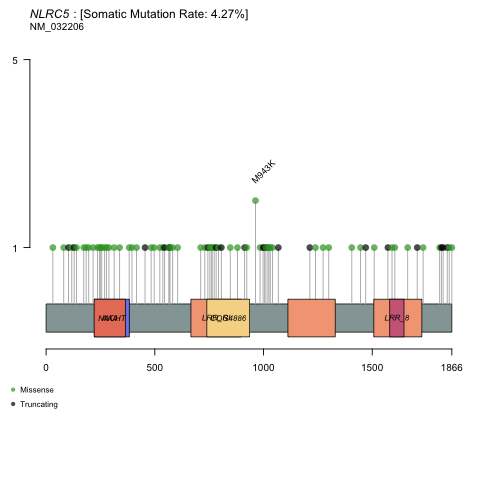 NLRC5 : [Somatic Mutation Rate: 4.27%]
NM_032206
5
M943K
1
LRR_8
0 500 1000 1500 1866
Missense
Truncating